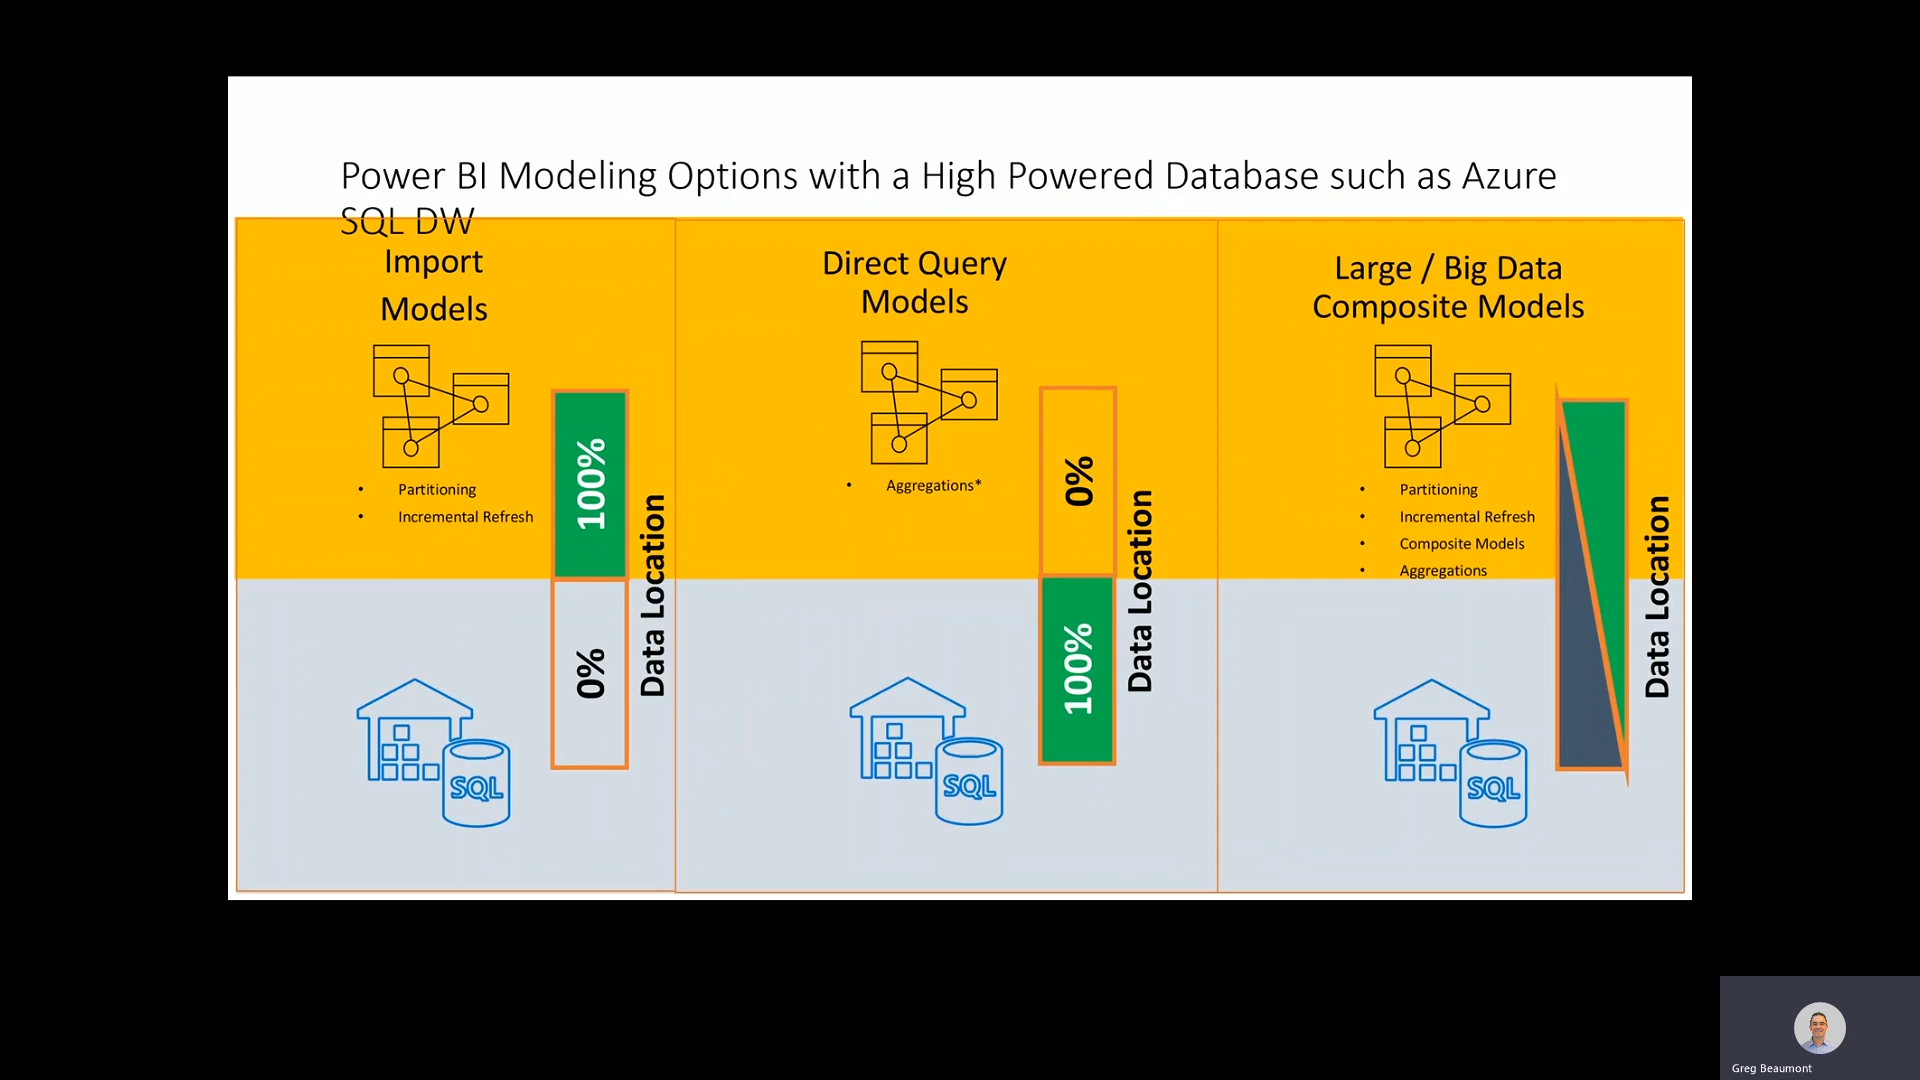 Power BI Modeling Options with a High Powered Database such as Azure
SQL DW
Import
Models
• Partitioning
• Incremental Refresh
100%
0%
Data Location
SQL
Direct Query
Models
• Aggregations*
0%
100%
Data Location
SQL
Large / Big Data
Composite Models
• Partitioning
• Incremental Refresh
• Composite Models
• Aggregations
Data Location
SQL
Greg Beaumont